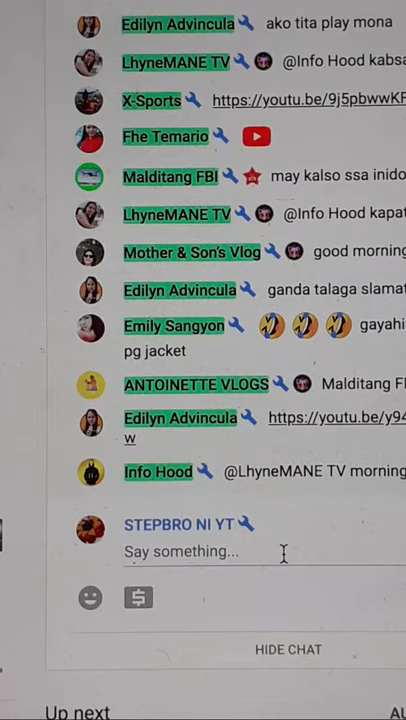 Edilyn Advincula ako tita play mona
LhyneMANE TV @Info Hood kabsa
X-Sports https://youtu.be/9j5pbwwKF
Fhe Temario
Malditang FBI may kalso ssa inido
LhyneMANE TV @Info Hood kapat
Mother & Son's Vlog good morning
Edilyn Advincula ganda talaga slamat
Emily Sangyon gayahi
pg jacket
ANTOINETTE VLOGS Malditang F
Edilyn Advincula https://youtu.be/y94
w
Info Hood @LhyneMANE TV morning
STEPBRO NI YT
Say something...
HIDE CHAT
Up next AU